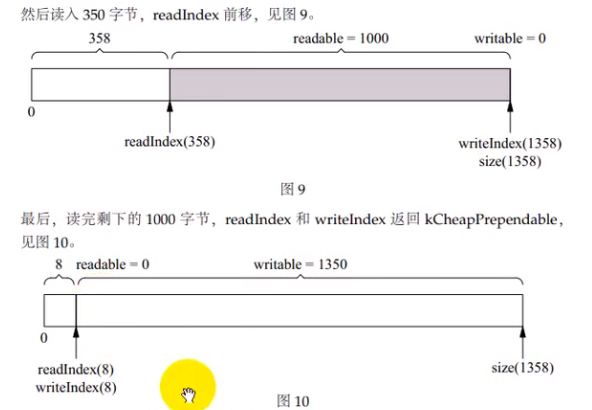 然后读入 350 字节，readIndex 前移，见图 9。
358
readable = 1000
writable = 0
0
readIndex(358)
writeIndex(1358)
size(1358)
图 9
最后，读完剩下的 1000 字节，readIndex 和 writeIndex 返回 kCheapPrependable，
见图 10。
8
readable = 0
writable = 1350
0
readIndex(8)
writeIndex(8)
size(1358)
图 10